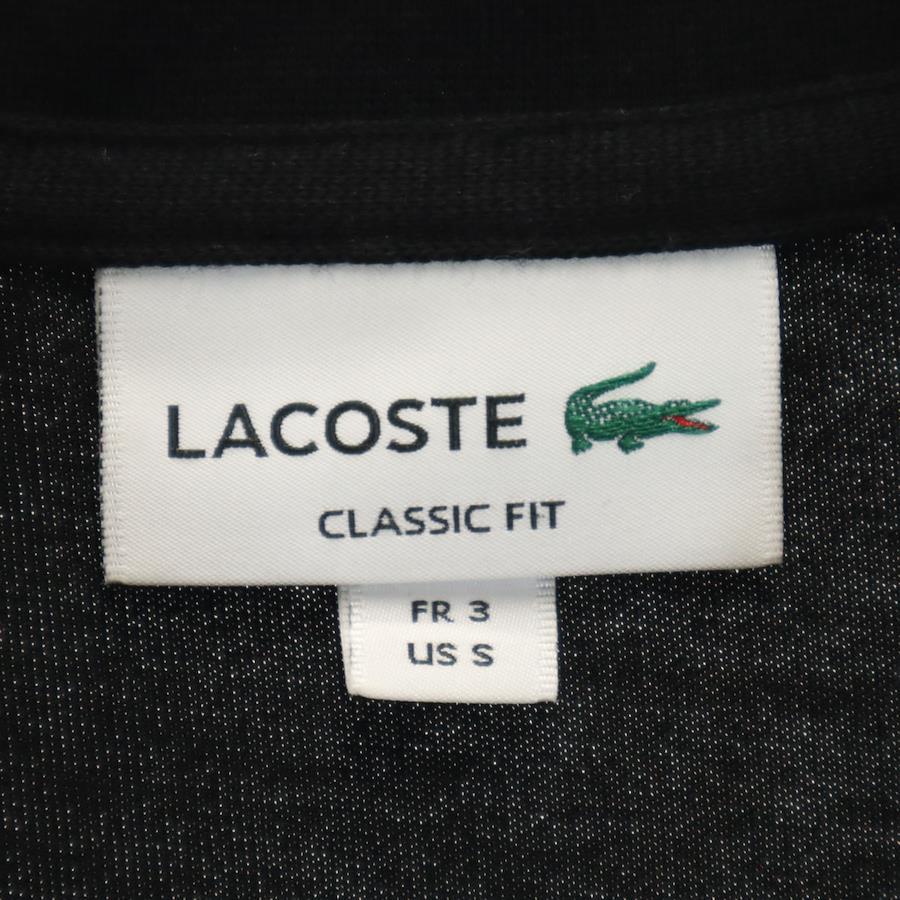 LACOSTE
CLASSIC FIT
FR 3
US S